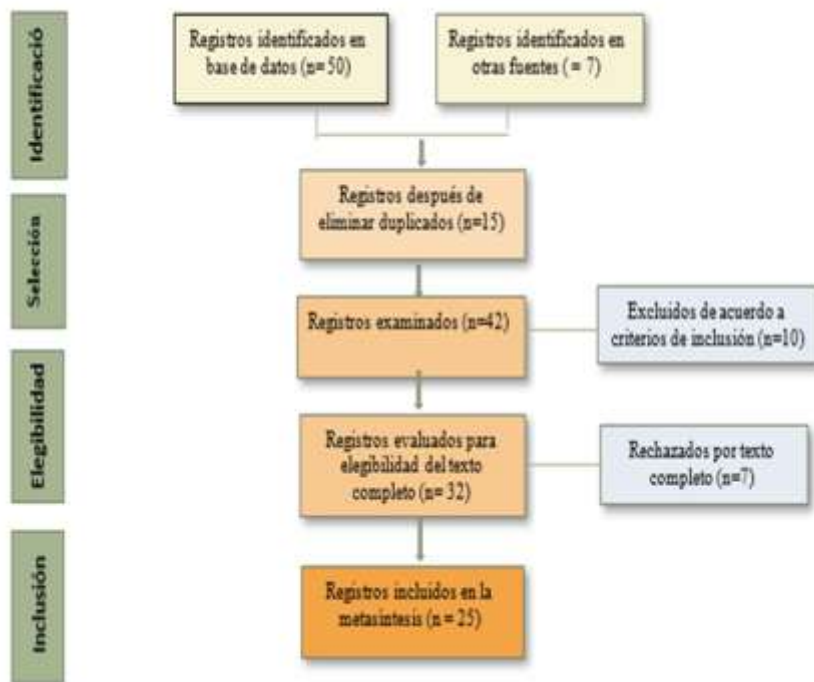 Identificació
Registros identificados en
base de datos (n= 50)
Registros identificados en
otras fuentes ( = 7)
Selección
Registros después de
eliminar duplicados (n=15)
Registros examinados (n=42)
Excluidos de acuerdo a
criterios de inclusión (n=10)
Elegibilidad
Registros evaluados para
elegibilidad del texto
completo (n= 32)
Rechazados por texto
completo (n=7)
Inclusión
Registros incluidos en la
metasintesis (n = 25)